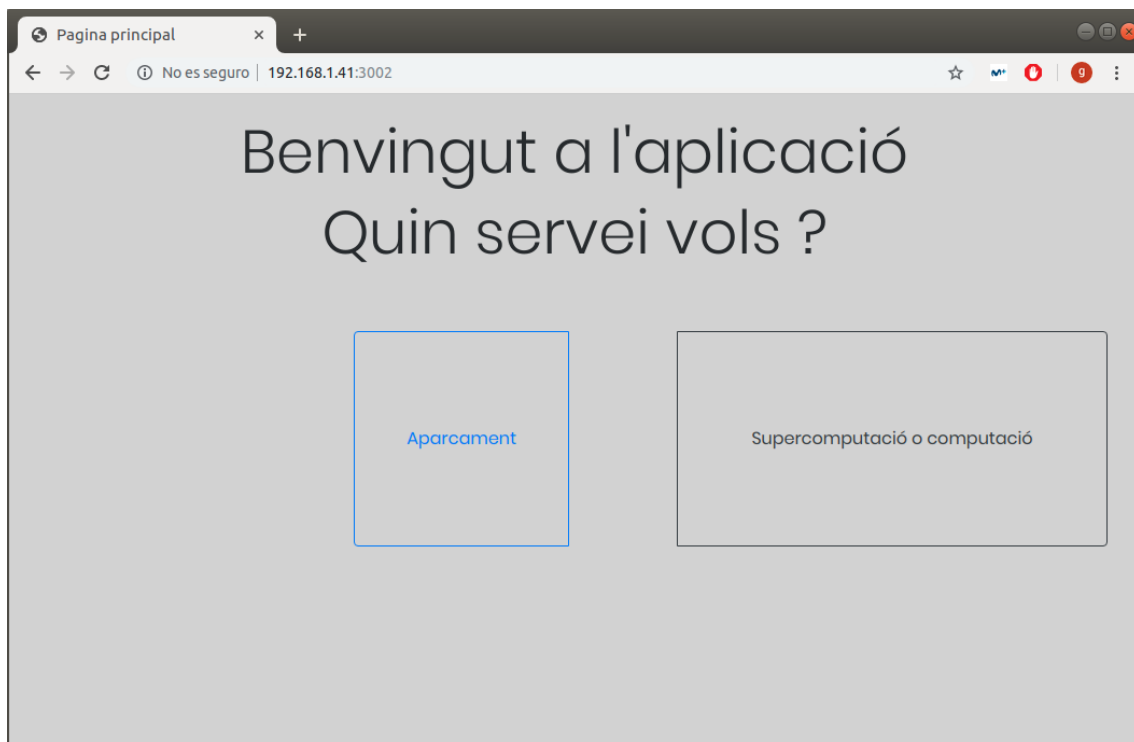 Pagina principal
No es seguro 192.168.1.41:3002
M+
g
Benvingut a l'aplicació
Quin servei vols ?
Aparcament
Supercomputació o computació